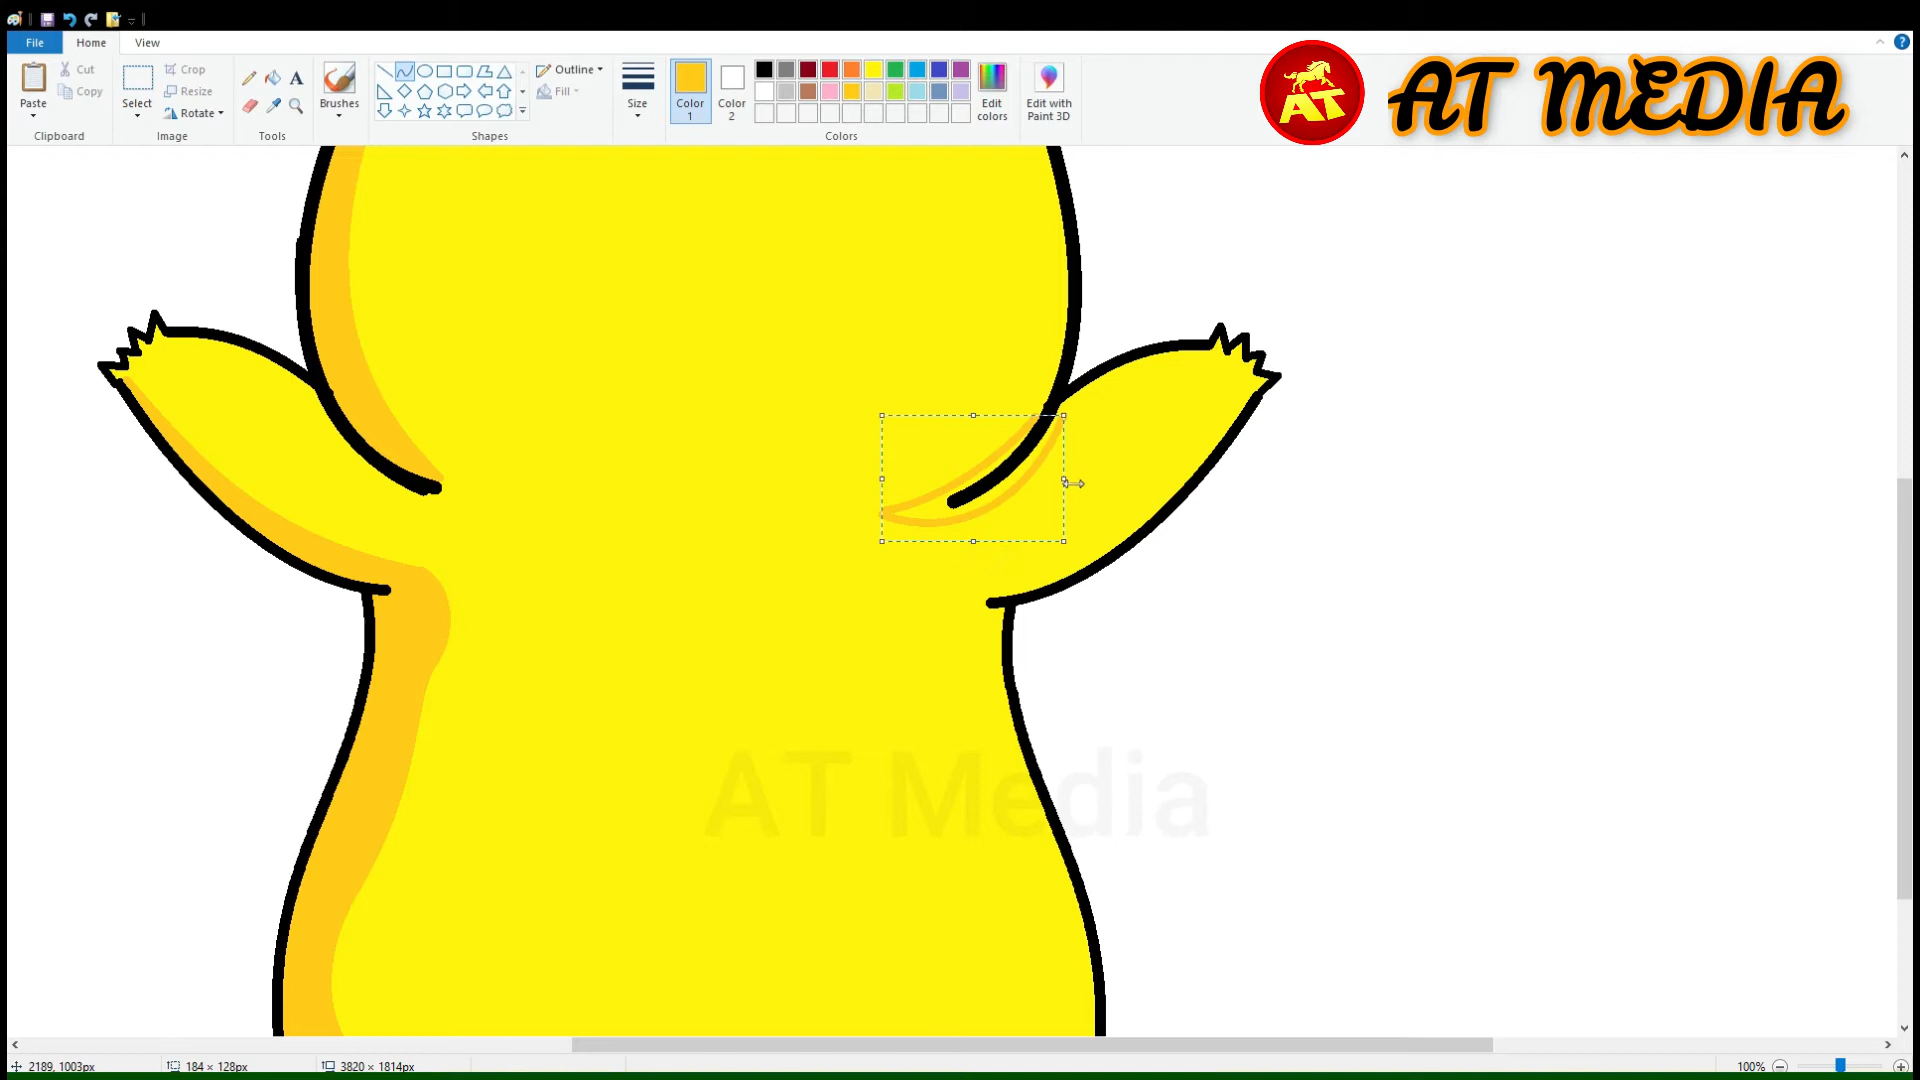 File Home View
AT
AT MEDIA
Paste
Cut
Copy
Clipboard
Select
Crop
Resize
Rotate
Image
Tools
Brushes
Shapes
Outline
Fill
Size
Color 1
Color 2
Edit colors
Colors
Edit with Paint 3D
AT Media
2189, 1003px 184 × 128px 3820 × 1814px 100%